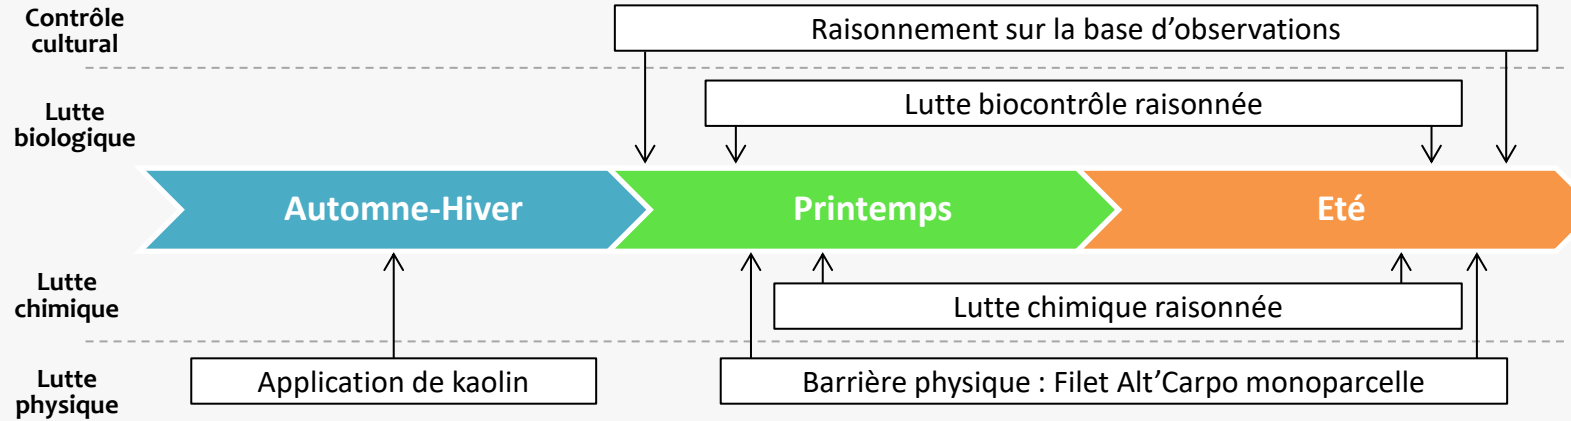 Contrôle
cultural
Raisonnement sur la base d’observations
Lutte
biologique
Lutte biocontrôle raisonnée
Automne-Hiver
Printemps
Eté
Lutte
chimique
Lutte chimique raisonnée
Lutte
physique
Application de kaolin
Barrière physique : Filet Alt’Carpo monoparcelle